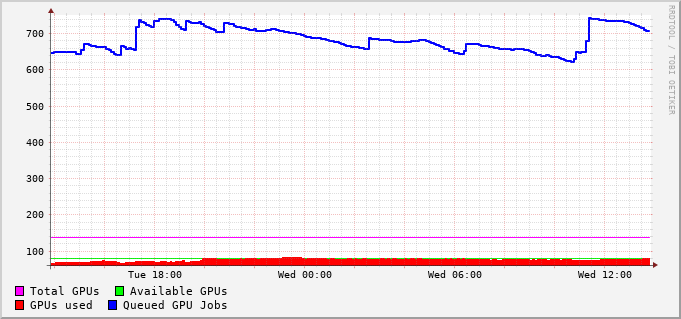 700
600
500
400
300
200
100
Tue 18:00 Wed 00:00 Wed 06:00 Wed 12:00
Total GPUs Available GPUs
GPUs used Queued GPU Jobs
RRDTOOL / TOBI OETIKER